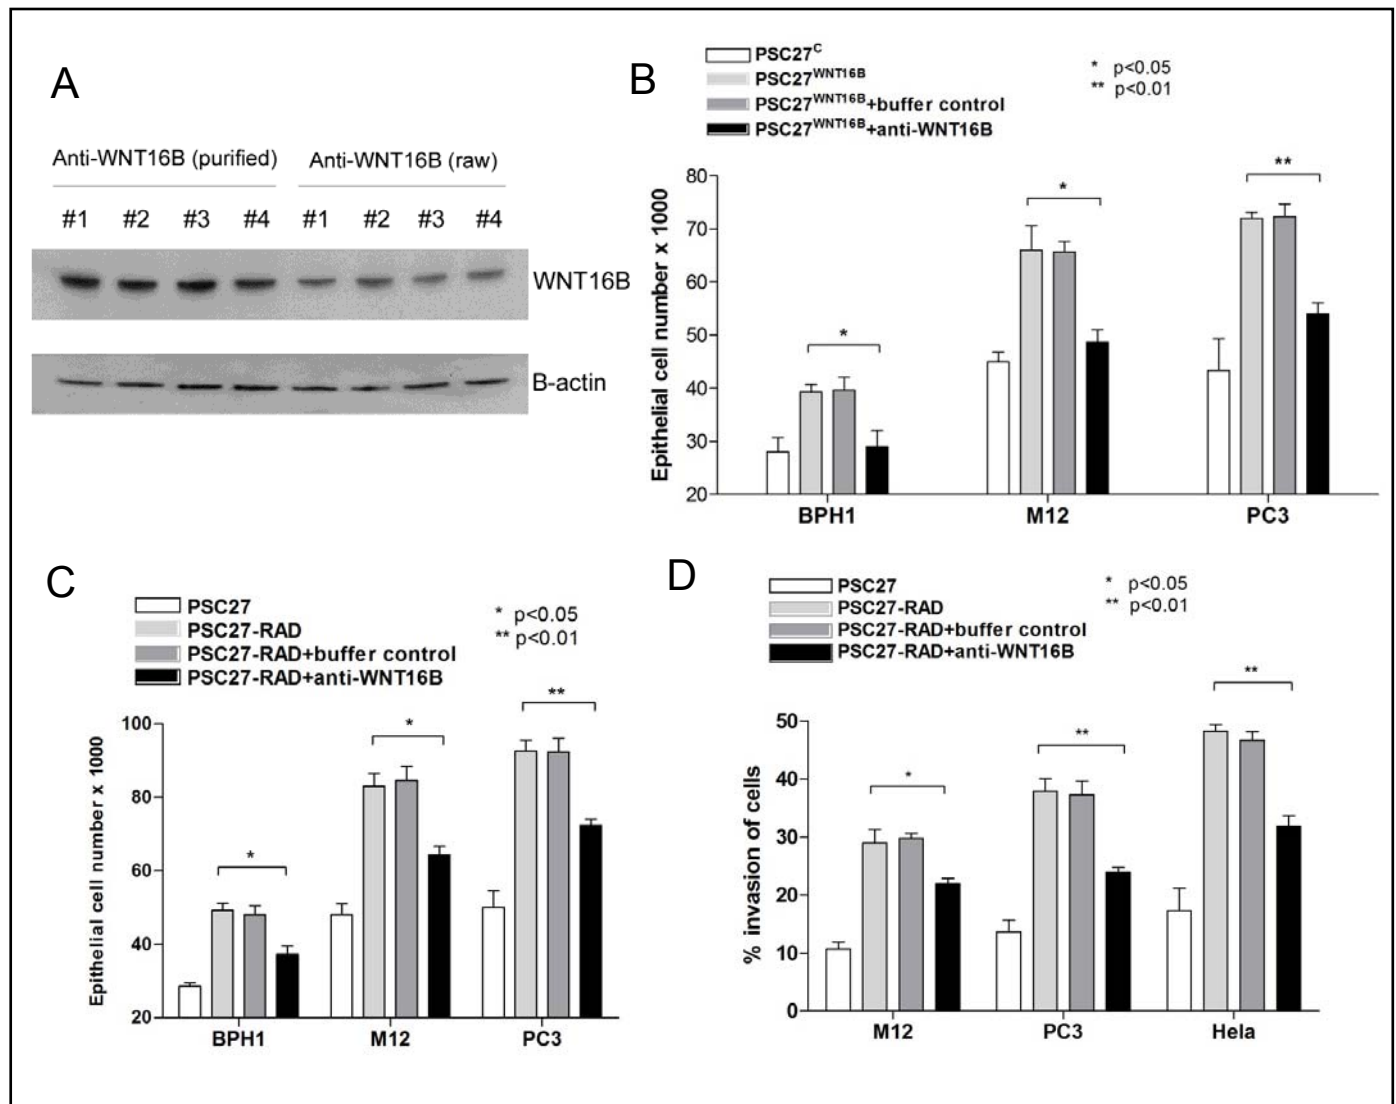 A
Anti-WNT16B (purified) Anti-WNT16B (raw)
#1 #2 #3 #4 #1 #2 #3 #4
WNT16B
B-actin
B
PSC27C
PSC27WNT16B
PSC27WNT16B+buffer control
PSC27WNT16B+anti-WNT16B
* p<0.05
** p<0.01
Epithelial cell number x 1000
80
70
60
50
40
30
20
* * **
BPH1 M12 PC3
C
PSC27
PSC27-RAD
PSC27-RAD+buffer control
PSC27-RAD+anti-WNT16B
* p<0.05
** p<0.01
Epithelial cell number x 1000
100
80
60
40
20
* * **
BPH1 M12 PC3
D
PSC27
PSC27-RAD
PSC27-RAD+buffer control
PSC27-RAD+anti-WNT16B
* p<0.05
** p<0.01
% invasion of cells
50
40
30
20
10
0
* ** **
M12 PC3 Hela